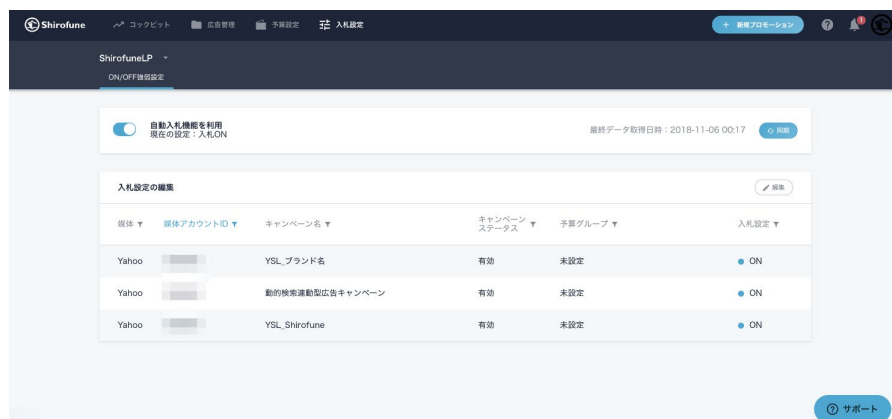 Shirofune コックピット 広告管理 予算設定 入札設定 + 新規プロモーション 1
ShirofuneLP
ON/OFF強弱設定
自動入札機能を利用
現在の設定：入札ON
最終データ取得日時：2018-11-06 00:17 同期
入札設定の編集 編集
媒体 媒体アカウントID キャンペーン名 キャンペーン
ステータス 予算グループ 入札設定
Yahoo YSL_ブランド名 有効 未設定 ON
Yahoo 動的検索連動型広告キャンペーン 有効 未設定 ON
Yahoo YSL_Shirofune 有効 未設定 ON
サポート